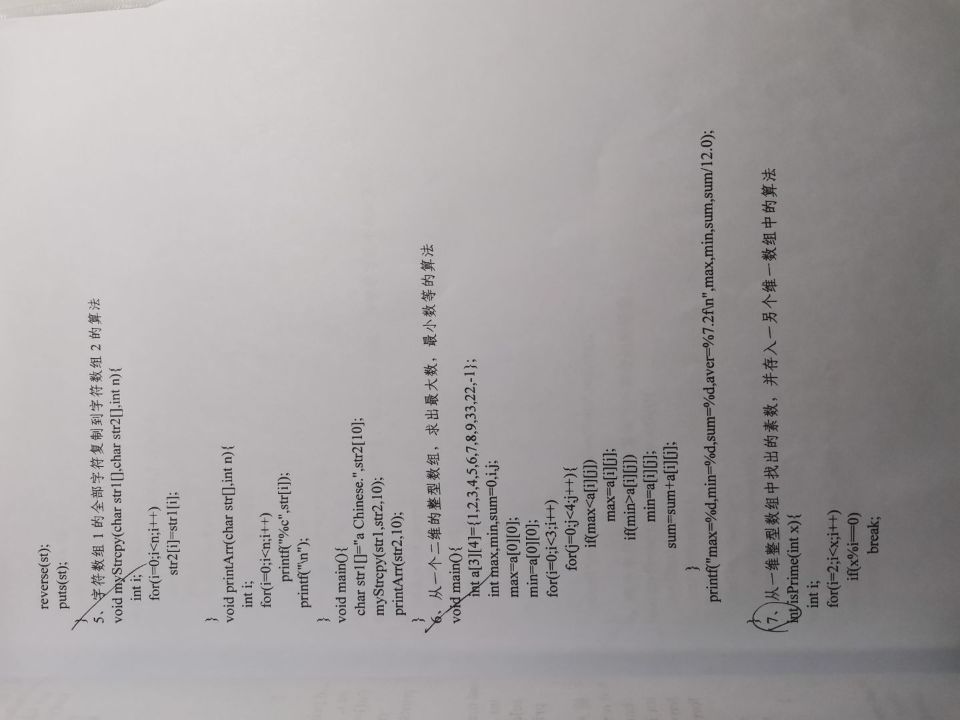 reverse(st);
puts(st);
}
5、字符数组 1 的全部字符复制到字符数组 2 的算法
void myStrcpy(char str1[],char str2[],int n){
int i;
for(i=0;i<n;i++)
str2[i]=str1[i];
}
void printArr(char str[],int n){
int i;
for(i=0;i<n;i++)
printf("%c",str[i]);
printf("\n");
}
void main(){
char str1[]="a Chinese.",str2[10];
myStrcpy(str1,str2,10);
printArr(str2,10);
}
6、从一个二维的整型数组，求出最大数，最小数等的算法
void main(){
int a[3][4]={1,2,3,4,5,6,7,8,9,33,22,-1};
int max,min,sum=0,i,j;
max=a[0][0];
min=a[0][0];
for(i=0;i<3;i++)
for(j=0;j<4;j++){
if(max<a[i][j])
max=a[i][j];
if(min>a[i][j])
min=a[i][j];
sum=sum+a[i][j];
}
printf("max=%d,min=%d,sum=%d,aver=%7.2f\n",max,min,sum,sum/12.0);
}
7、从一维整型数组中找出的素数，并存入一另个维一数组中的算法
int isPrime(int x){
int i;
for(i=2;i<x;i++)
if(x%i==0)
break;